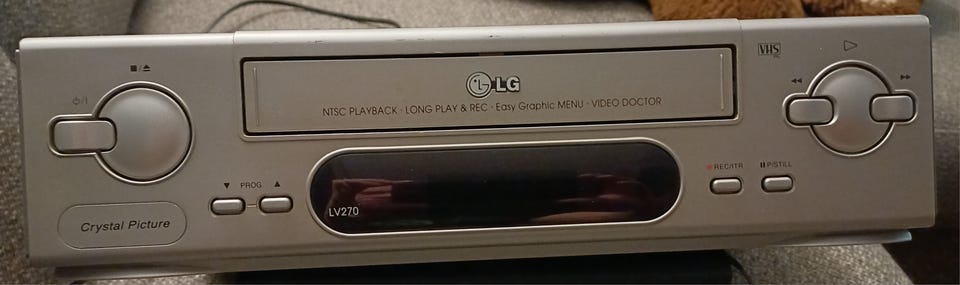 LG
NTSC PLAYBACK · LONG PLAY & REC · Easy Graphic MENU · VIDEO DOCTOR
VHS
▶
■/⏏
⏻/I
◀◀
▶▶
▼ PROG ▲
●REC/ITR
⏸P/STILL
LV270
Crystal Picture